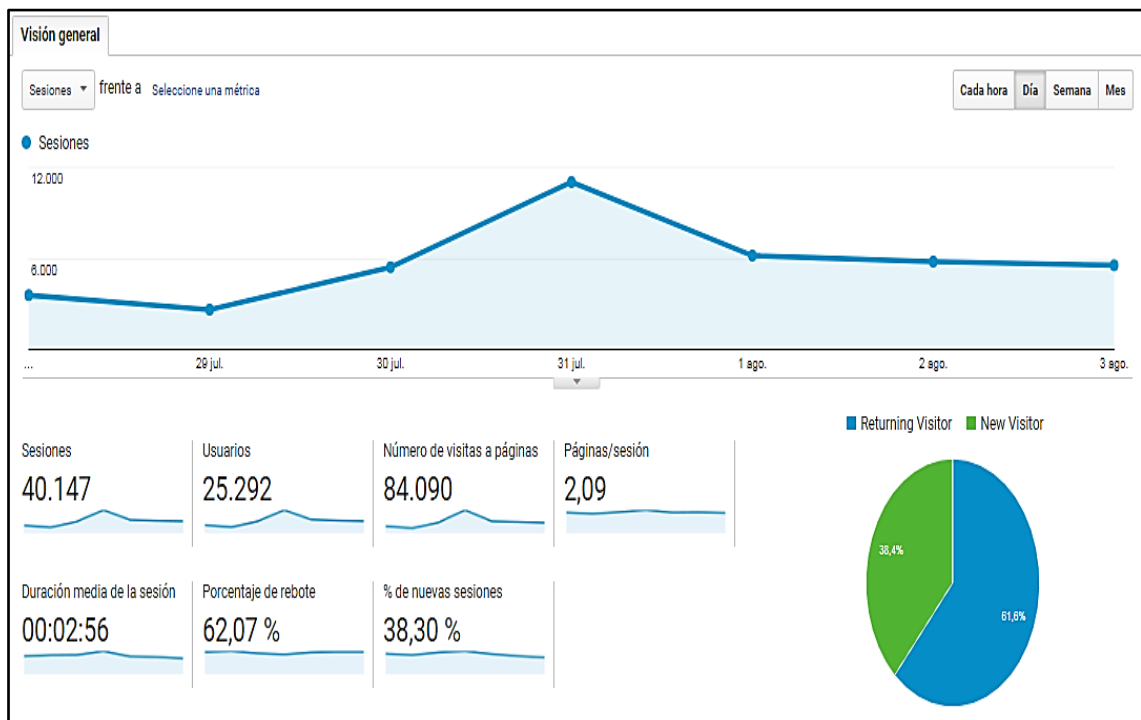 Visión general
Sesiones frente a Seleccione una métrica
Cada hora Día Semana Mes
Sesiones
12.000
6.000
... 29 jul. 30 jul. 31 jul. 1 ago. 2 ago. 3 ago.
Returning Visitor New Visitor
Sesiones Usuarios Número de visitas a páginas Páginas/sesión
40.147 25.292 84.090 2,09
38,4%
61,6%
Duración media de la sesión Porcentaje de rebote % de nuevas sesiones
00:02:56 62,07 % 38,30 %